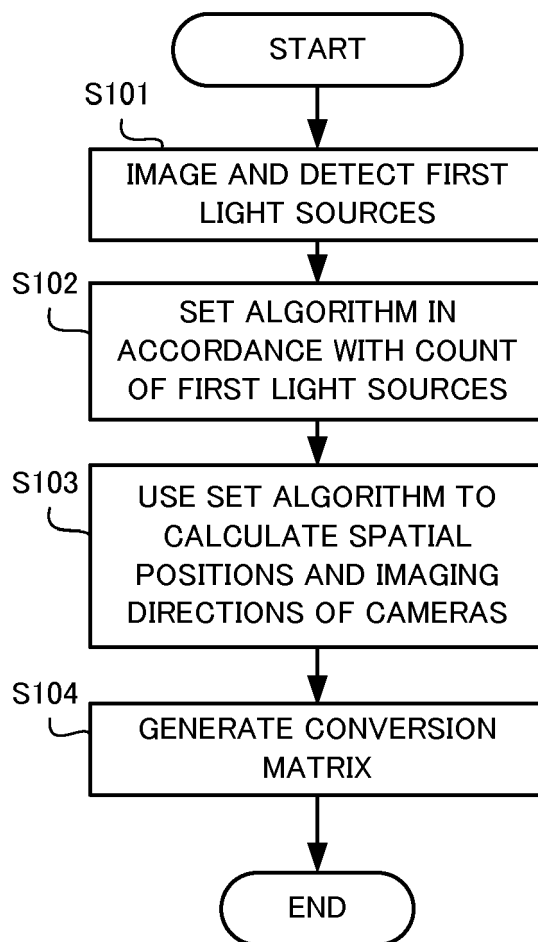 START
S101
IMAGE AND DETECT FIRST
LIGHT SOURCES
S102
SET ALGORITHM IN
ACCORDANCE WITH COUNT
OF FIRST LIGHT SOURCES
S103
USE SET ALGORITHM TO
CALCULATE SPATIAL
POSITIONS AND IMAGING
DIRECTIONS OF CAMERAS
S104
GENERATE CONVERSION
MATRIX
END